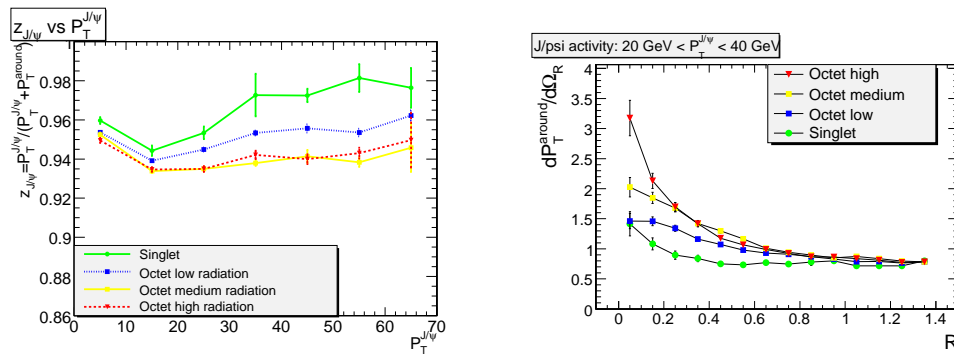 z_{J/ψ} vs P_T^{J/ψ}
z_{J/ψ}=P_T^{J/ψ}/(P_T^{J/ψ}+P_T^{around})
0.98
0.96
0.94
0.92
0.9
0.88
0.86
Singlet
Octet low radiation
Octet medium radiation
Octet high radiation
0 10 20 30 40 50 60 70
P_T^{J/ψ}
J/psi activity: 20 GeV < P_T^{J/ψ} < 40 GeV
dP_T^{around}/dΩ_R
4
3.5
3
2.5
2
1.5
1
0.5
0
Octet high
Octet medium
Octet low
Singlet
0 0.2 0.4 0.6 0.8 1 1.2 1.4
R